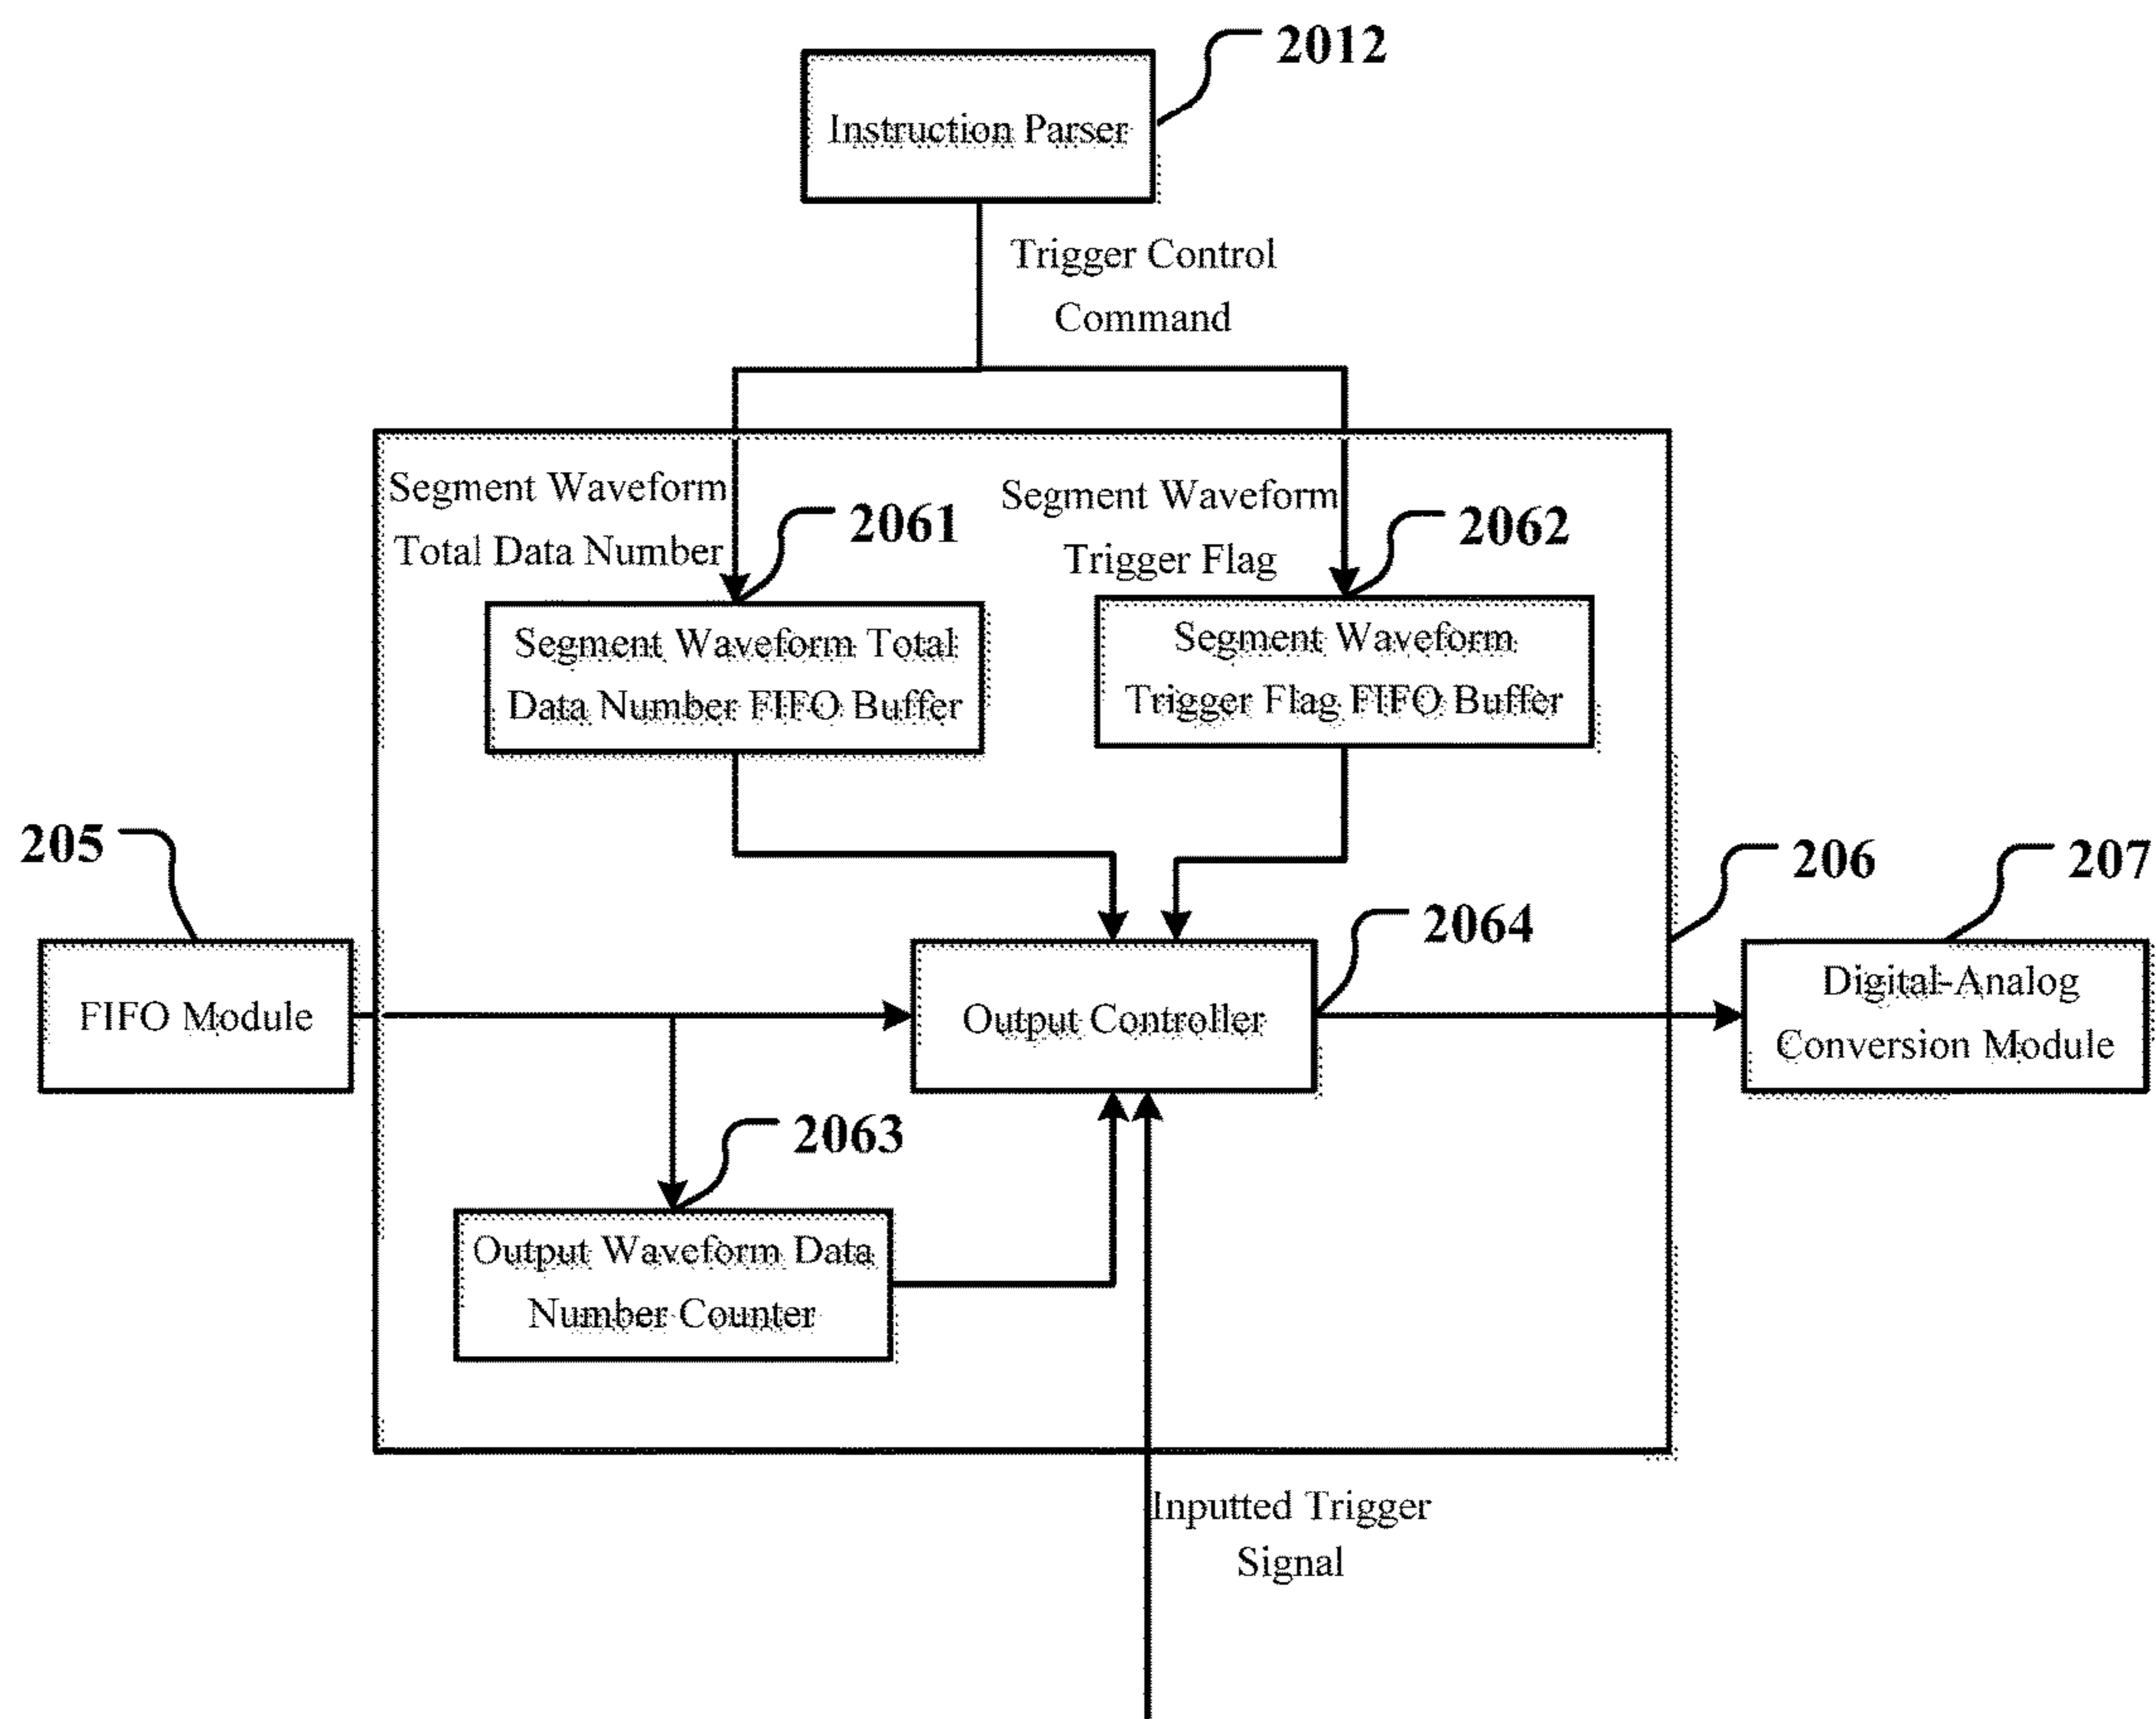 2012
Instruction Parser
Trigger Control
Command
Segment Waveform
Total Data Number
2061
Segment Waveform
Trigger Flag
2062
Segment Waveform Total
Data Number FIFO Buffer
Segment Waveform
Trigger Flag FIFO Buffer
205
206
207
2064
FIFO Module
Output Controller
Digital-Analog
Conversion Module
2063
Output Waveform Data
Number Counter
Inputted Trigger
Signal